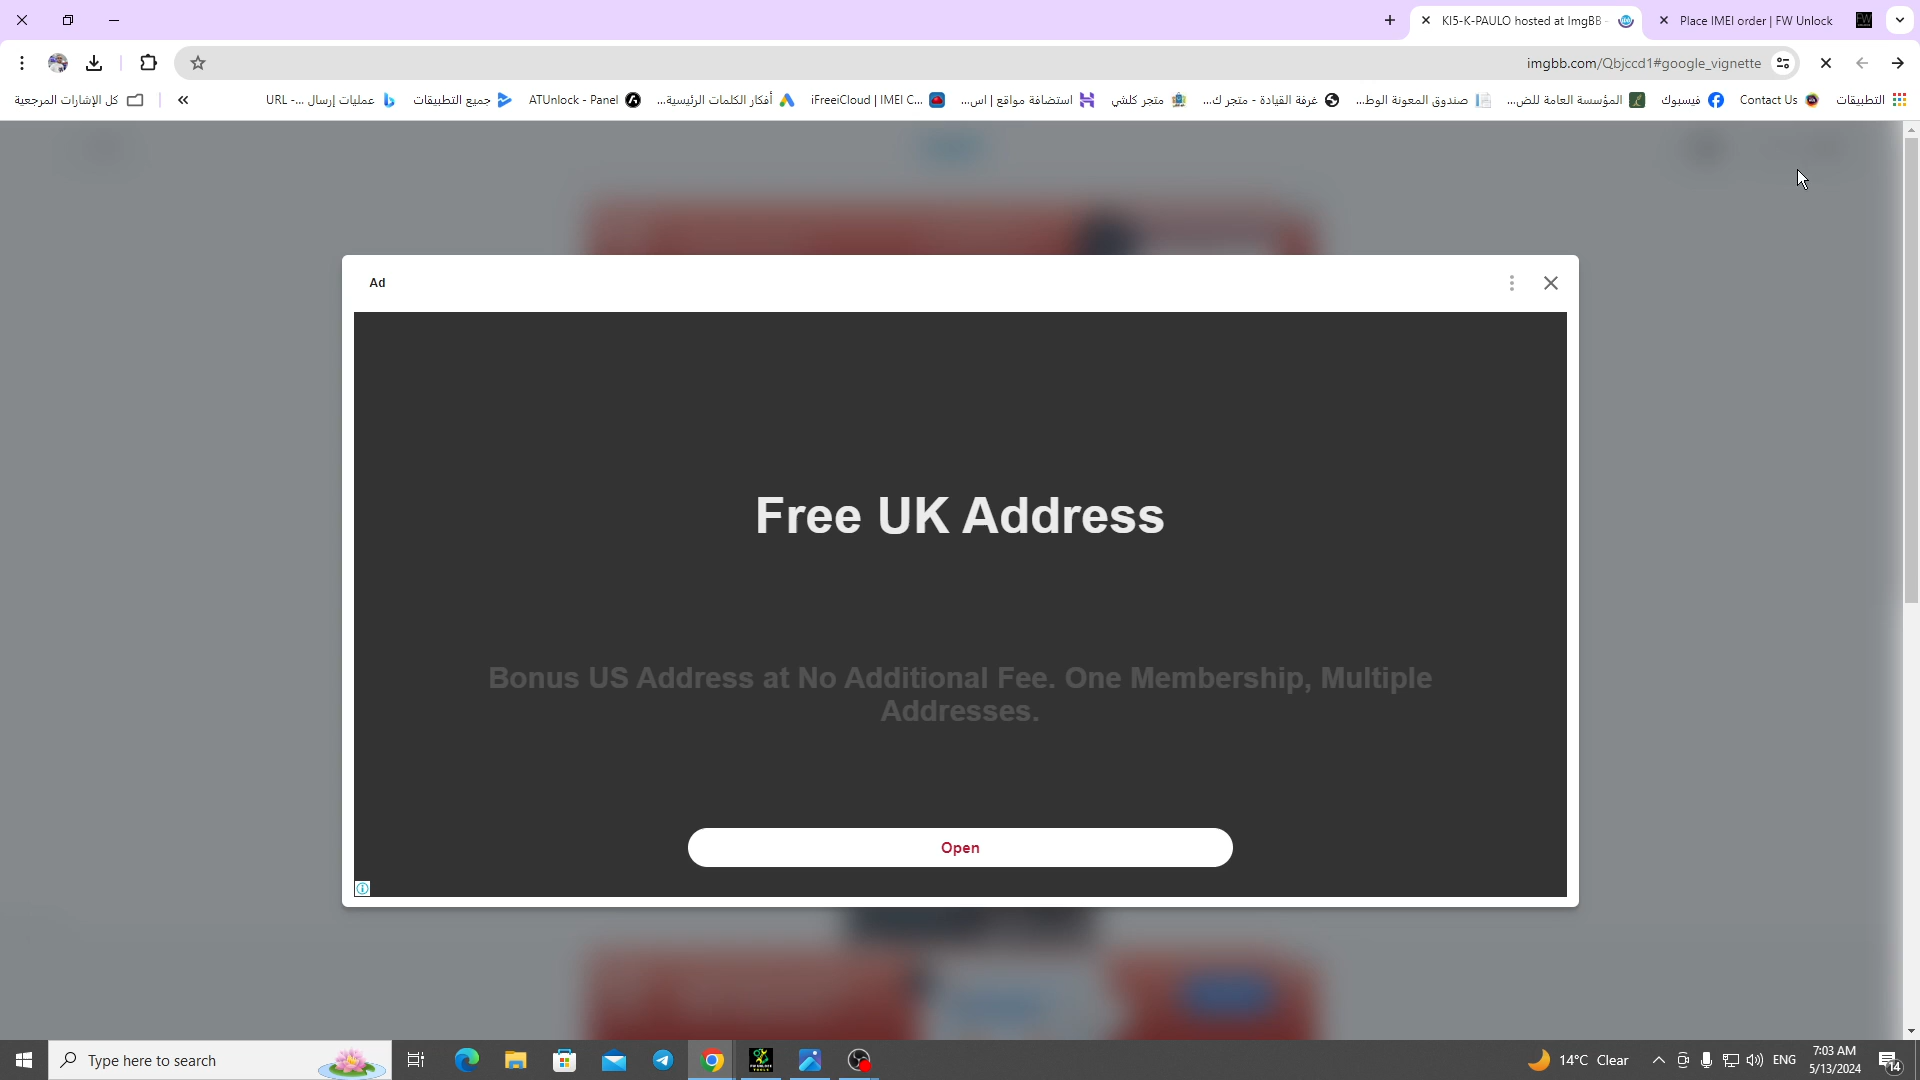 KI5-K-PAULO hosted at ImgBB -
Place IMEI order | FW Unlock
FW
imgbb.com/Qbjccd1#google_vignette
التطبيقات
Contact Us
فيسبوك
المؤسسة العامة للض...
صندوق المعونة الوط...
غرفة القيادة - متجر ك...
متجر كلشي
استضافة مواقع | اس...
iFreeiCloud | IMEI C...
أفكار الكلمات الرئيسية...
ATUnlock - Panel
جميع التطبيقات
عمليات إرسال URL -...
»
كل الإشارات المرجعية
Ad
Free UK Address
Bonus US Address at No Additional Fee. One Membership, Multiple
Addresses.
Open
Type here to search
14°C Clear
ENG
7:03 AM
5/13/2024
14